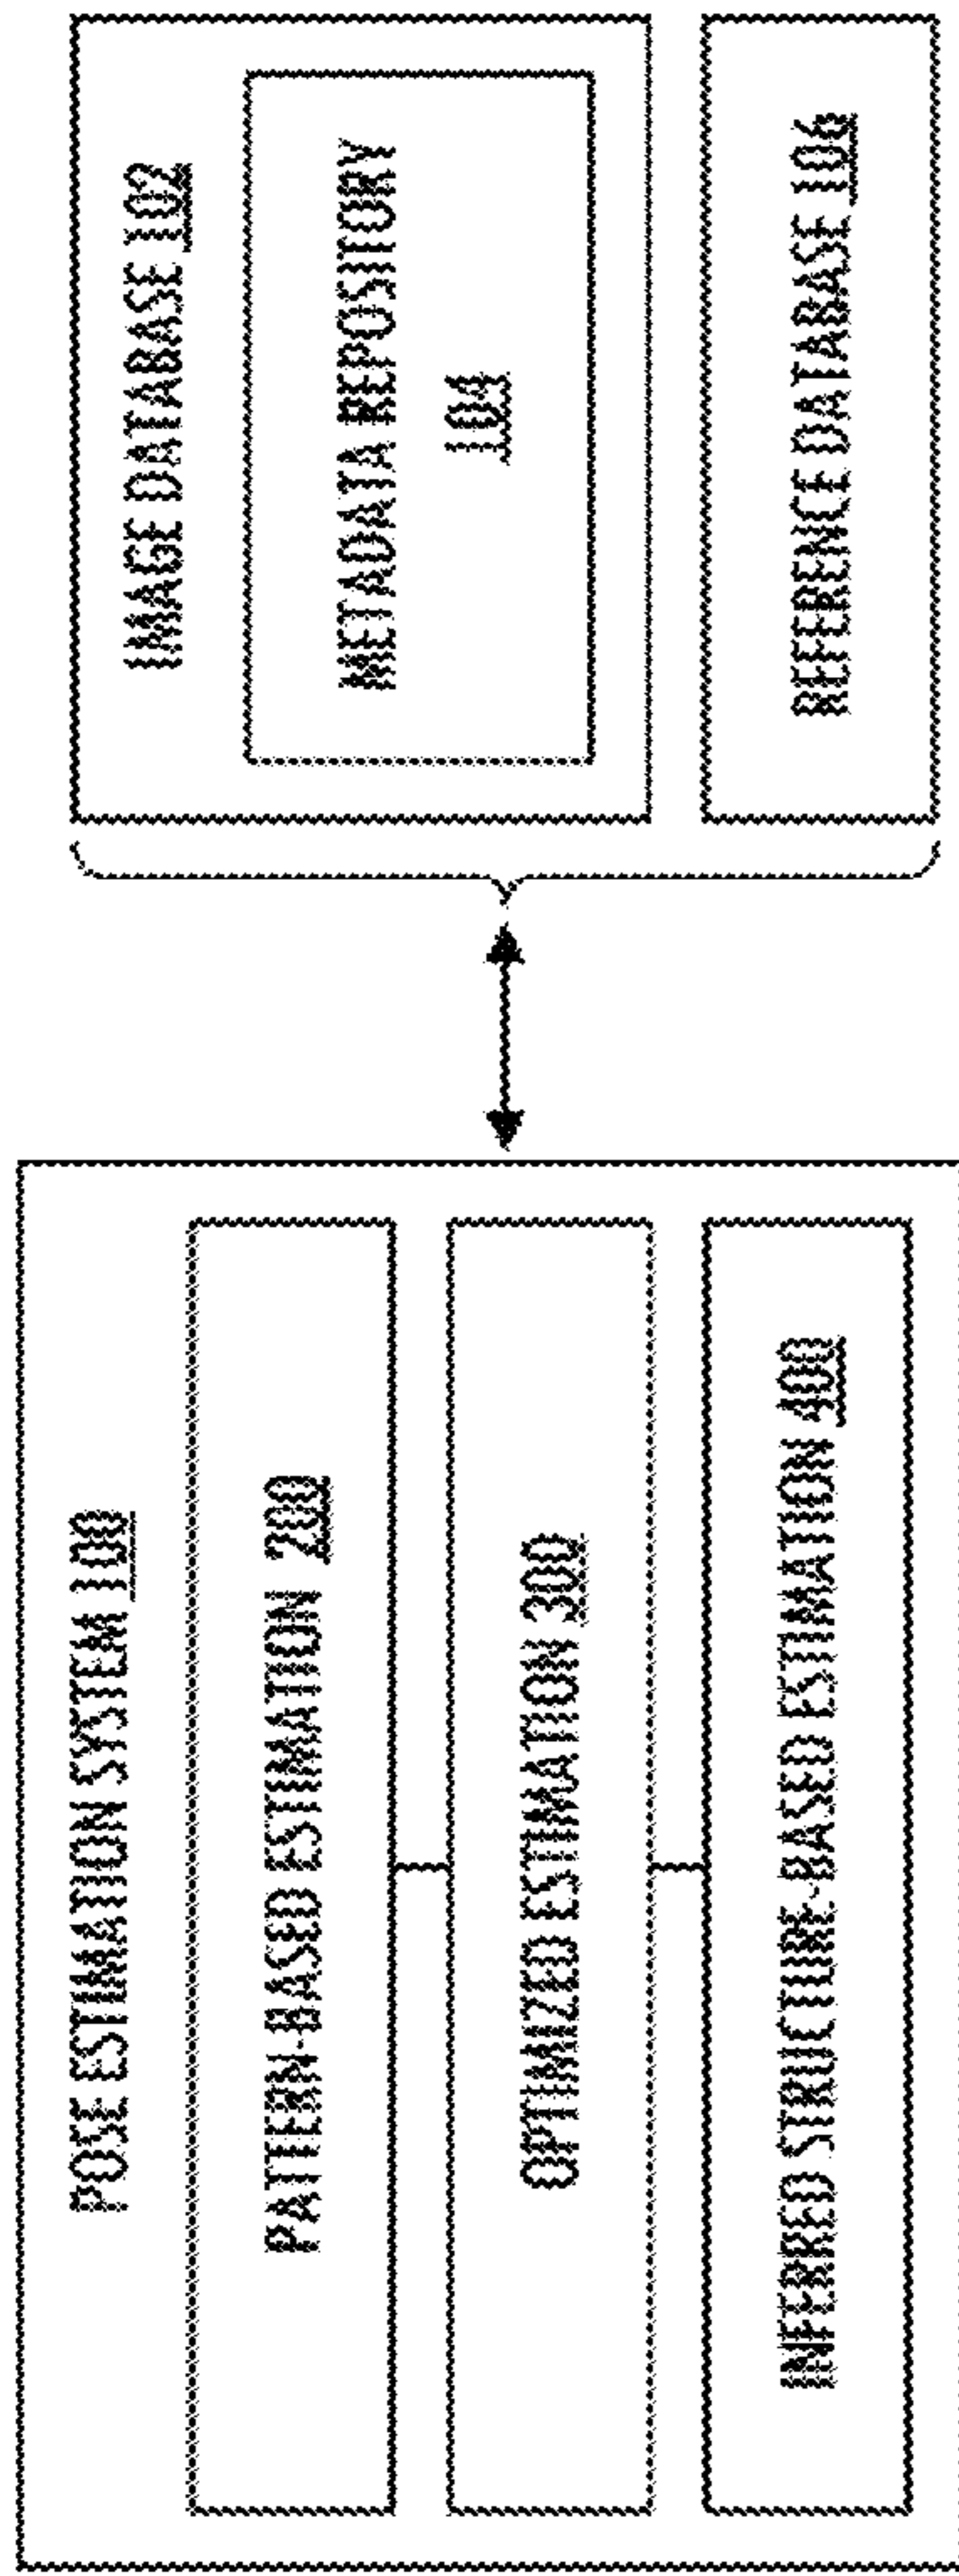 POSE ESTIMATION SYSTEM 100
PATTERN-BASED ESTIMATION 200
OPTIMIZED ESTIMATION 300
INFERRED STRUCTURE-BASED ESTIMATION 400
IMAGE DATABASE 102
METADATA REPOSITORY
104
REFERENCE DATABASE 106